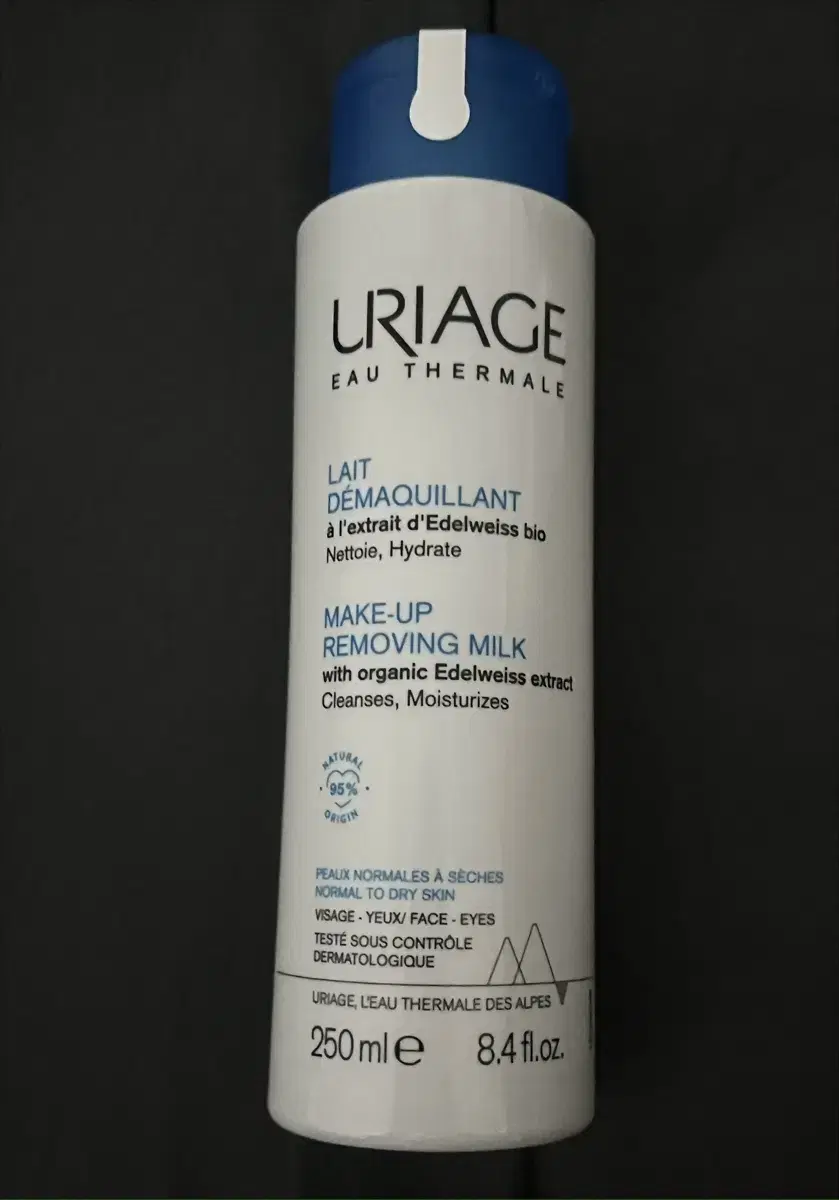 URIAGE
EAU THERMALE
LAIT
DÉMAQUILLANT
à l'extrait d'Edelweiss bio
Nettoie, Hydrate
MAKE-UP
REMOVING MILK
with organic Edelweiss extract
Cleanses, Moisturizes
NATURAL
95%
ORIGIN
PEAUX NORMALES À SÈCHES
NORMAL TO DRY SKIN
VISAGE - YEUX/ FACE - EYES
TESTÉ SOUS CONTRÔLE
DERMATOLOGIQUE
URIAGE, L'EAU THERMALE DES ALPES
250 ml e 8.4 fl.oz.